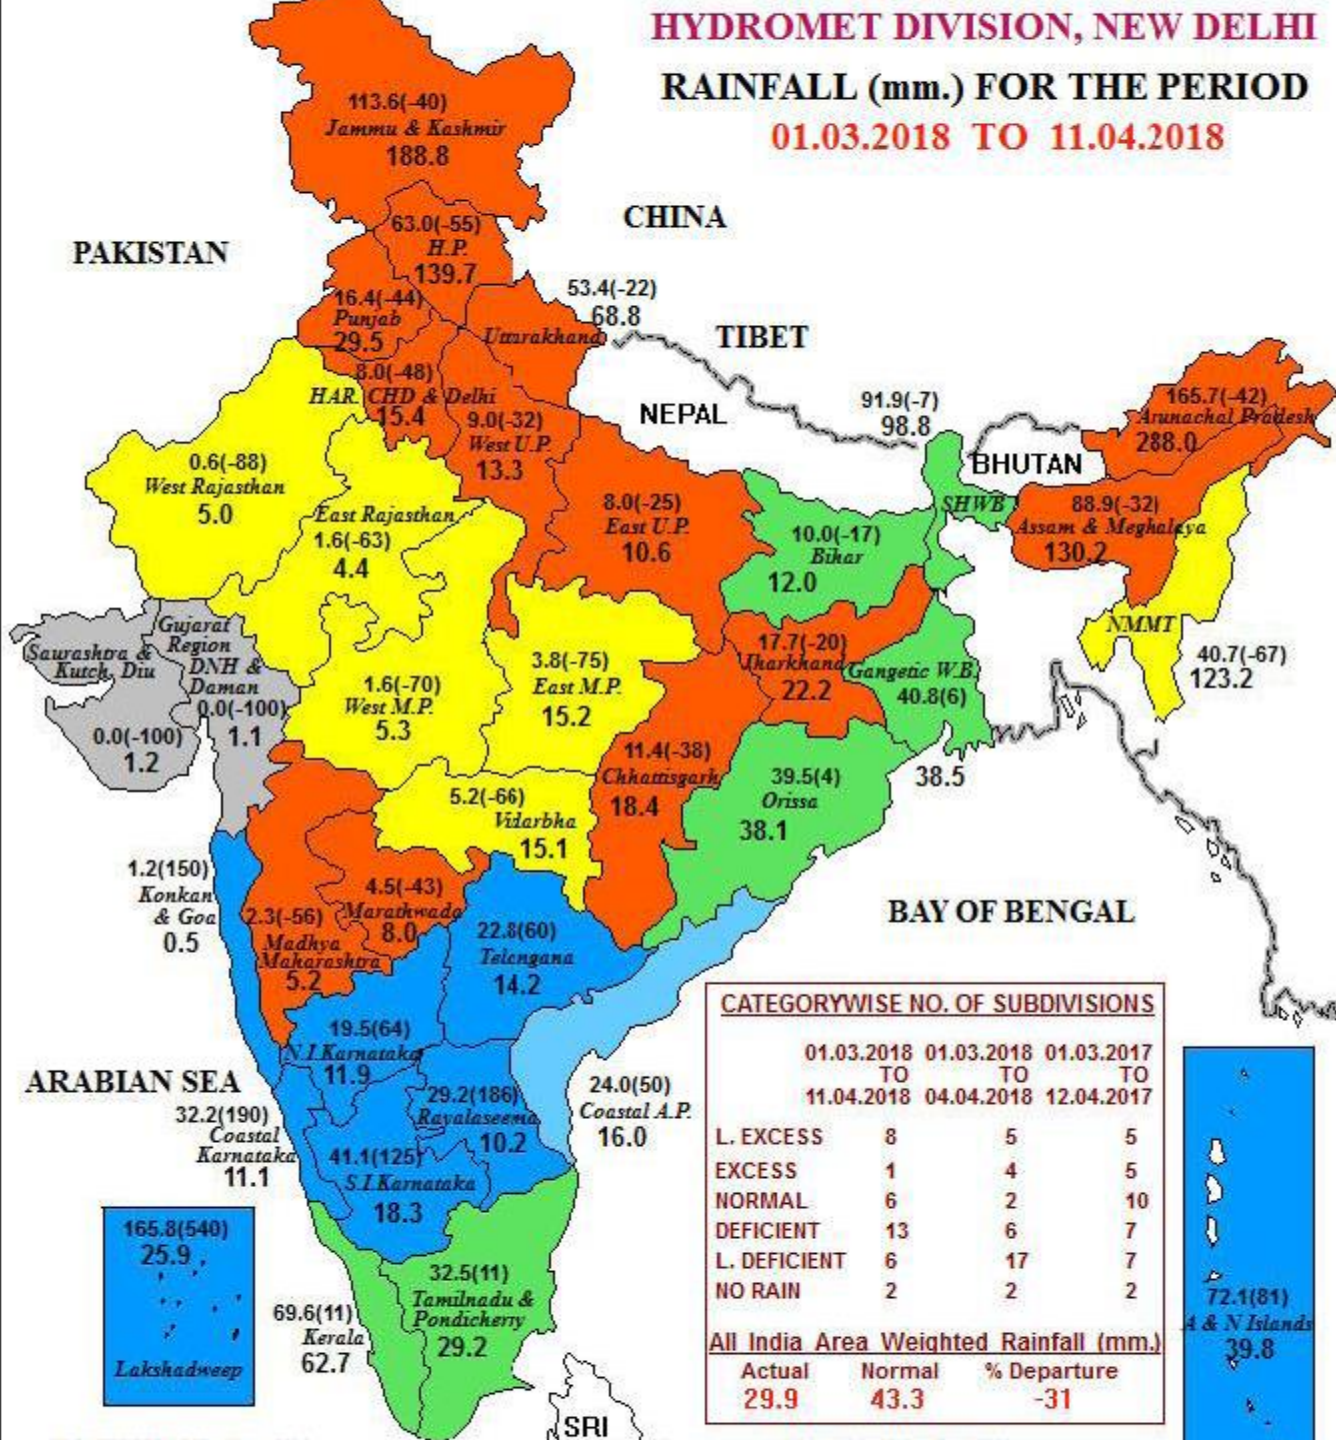 HYDROMET DIVISION, NEW DELHI
RAINFALL (mm.) FOR THE PERIOD
01.03.2018 TO 11.04.2018
113.6(-40)
Jammu & Kashmir
188.8
CHINA
PAKISTAN
63.0(-55)
H.P.
139.7
16.4(-44)
Punjab
29.5
53.4(-22)
68.8
Uttarakhand
TIBET
8.0(-48)
HAR. CHD & Delhi
15.4
9.0(-32)
West U.P.
13.3
NEPAL
91.9(-7)
98.8
SHWB
BHUTAN
165.7(-42)
Arunachal Pradesh
288.0
0.6(-88)
West Rajasthan
5.0
East Rajasthan
1.6(-63)
4.4
8.0(-25)
East U.P.
10.6
10.0(-17)
Bihar
12.0
88.9(-32)
Assam & Meghalaya
130.2
NMMT
40.7(-67)
123.2
Saurashtra &
Kutch, Diu
0.0(-100)
1.2
Gujarat
Region
DNH &
Daman
0.0(-100)
1.1
1.6(-70)
West M.P.
5.3
3.8(-75)
East M.P.
15.2
17.7(-20)
Jharkhand
22.2
Gangetic W.B.
40.8(6)
38.5
11.4(-38)
Chhattisgarh
18.4
39.5(4)
Orissa
38.1
5.2(-66)
Vidarbha
15.1
1.2(150)
Konkan
& Goa
0.5
2.3(-56)
Madhya
Maharashtra
5.2
4.5(-43)
Marathwada
8.0
22.8(60)
Telengana
14.2
BAY OF BENGAL
19.5(64)
N.I.Karnataka
11.9
ARABIAN SEA
32.2(190)
Coastal
Karnataka
11.1
29.2(186)
Rayalaseema
10.2
24.0(50)
Coastal A.P.
16.0
41.1(125)
S.I.Karnataka
18.3
165.8(540)
25.9
Lakshadweep
69.6(11)
Kerala
62.7
32.5(11)
Tamilnadu &
Pondicherry
29.2
SRI
CATEGORYWISE NO. OF SUBDIVISIONS
01.03.2018 01.03.2018 01.03.2017
TO TO TO
11.04.2018 04.04.2018 12.04.2017
L. EXCESS 8 5 5
EXCESS 1 4 5
NORMAL 6 2 10
DEFICIENT 13 6 7
L. DEFICIENT 6 17 7
NO RAIN 2 2 2
All India Area Weighted Rainfall (mm.)
Actual Normal % Departure
29.9 43.3 -31
72.1(81)
A & N Islands
39.8